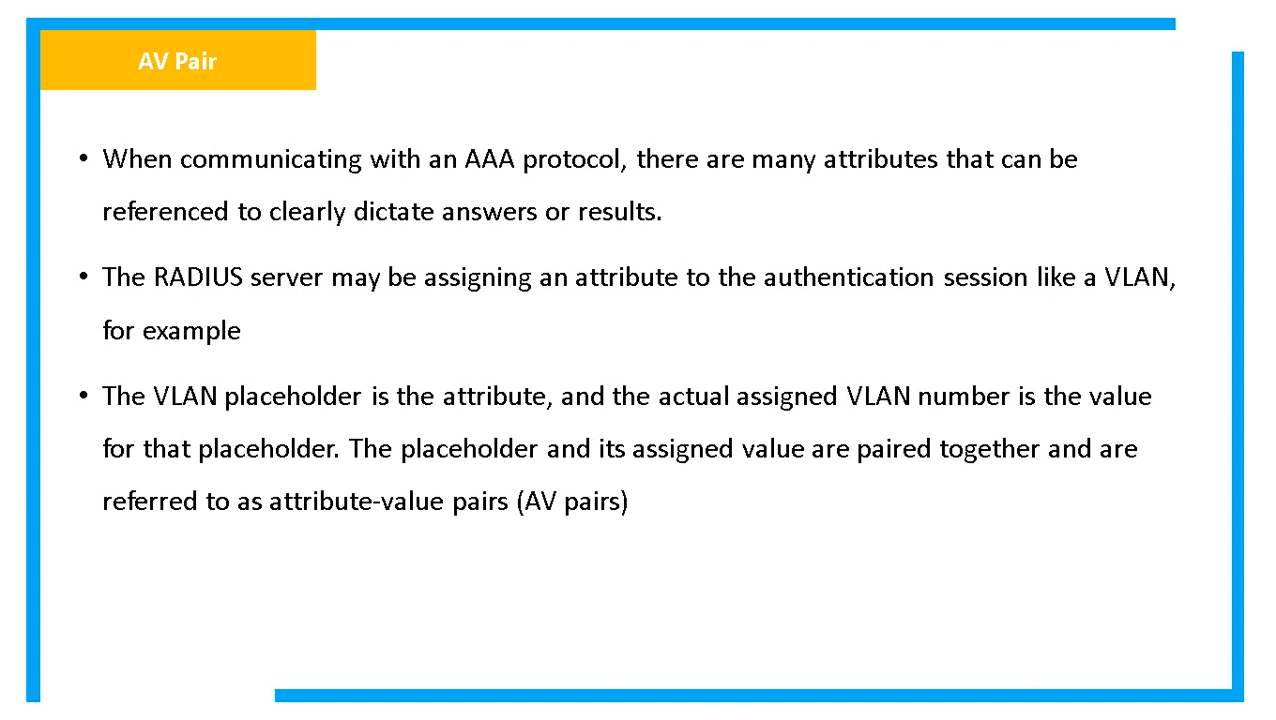 AV Pair
• When communicating with an AAA protocol, there are many attributes that can be
referenced to clearly dictate answers or results.
• The RADIUS server may be assigning an attribute to the authentication session like a VLAN,
for example
• The VLAN placeholder is the attribute, and the actual assigned VLAN number is the value
for that placeholder. The placeholder and its assigned value are paired together and are
referred to as attribute-value pairs (AV pairs)